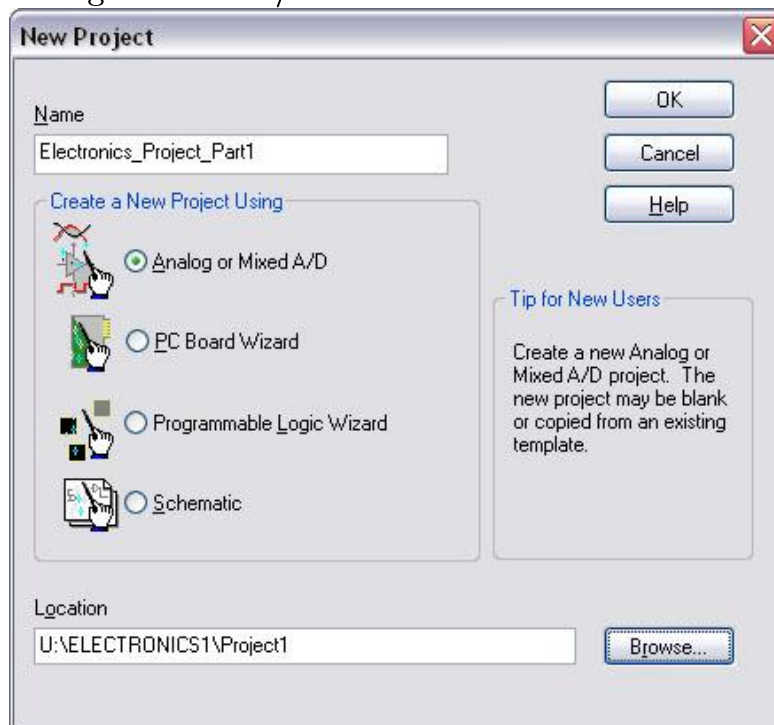 New Project
Name
Electronics_Project_Part1
OK
Cancel
Help
Create a New Project Using
Analog or Mixed A/D
PC Board Wizard
Programmable Logic Wizard
Schematic
Tip for New Users
Create a new Analog or
Mixed A/D project. The
new project may be blank
or copied from an existing
template.
Location
U:\ELECTRONICS1\Project1
Browse...